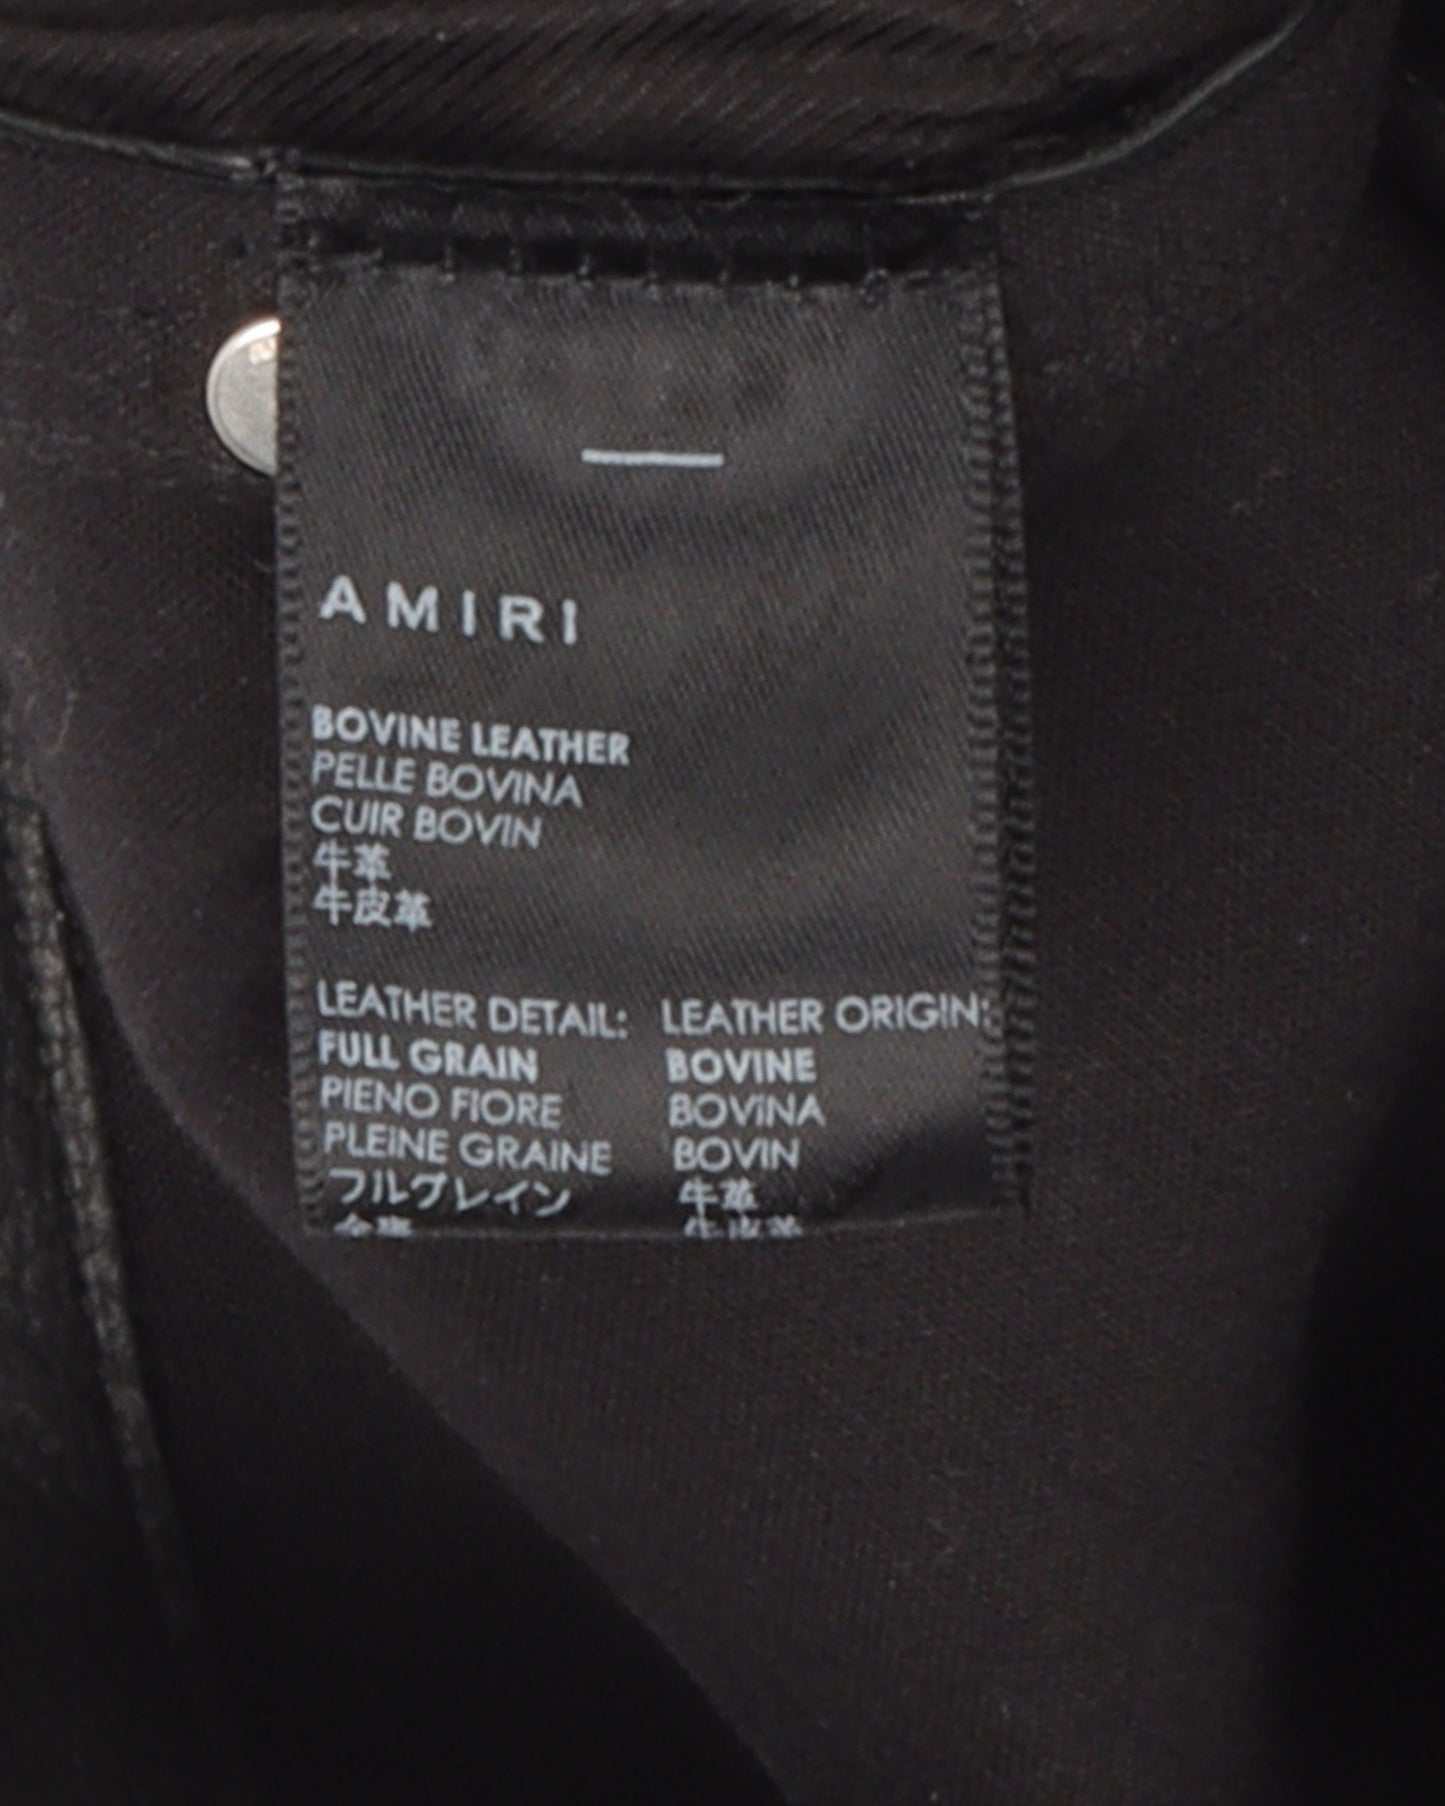 AMIRI
BOVINE LEATHER
PELLE BOVINA
CUIR BOVIN
牛革
牛皮革
LEATHER DETAIL:
FULL GRAIN
PIENO FIORE
PLEINE GRAINE
フルグレイン
LEATHER ORIGIN:
BOVINE
BOVINA
BOVIN
牛革